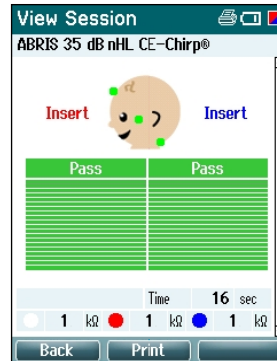 View Session
ABRIS 35 dB nHL CE-Chirp®
Insert Insert
Pass Pass
Time 16 sec
1 kΩ 1 kΩ 1 kΩ
Back Print